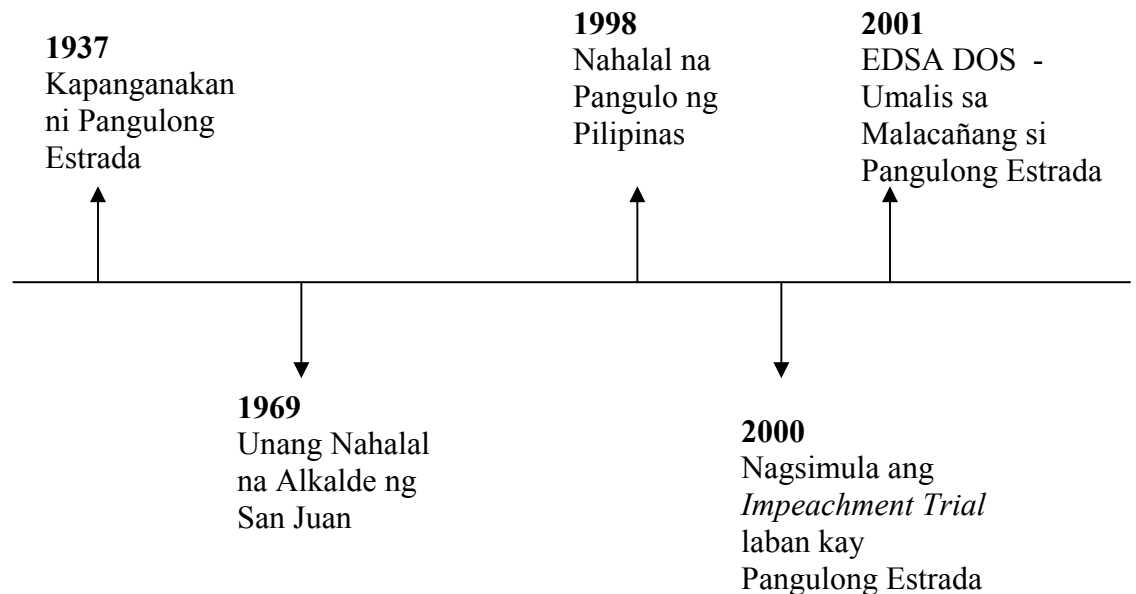 1937
Kapanganakan
ni Pangulong
Estrada
1969
Unang Nahalal
na Alkalde ng
San Juan
1998
Nahalal na
Pangulo ng
Pilipinas
2000
Nagsimula ang
Impeachment Trial
laban kay
Pangulong Estrada
2001
EDSA DOS -
Umalis sa
Malacañang si
Pangulong Estrada